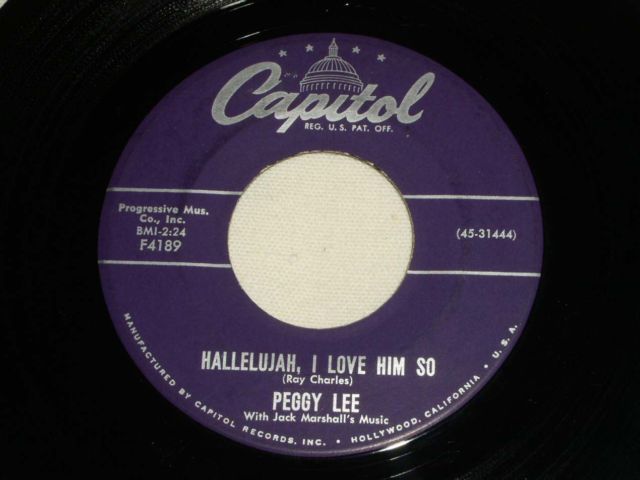 Capitol
REG. U.S. PAT. OFF.
Progressive Mus.
Co., Inc.
BMI-2:24
F4189
(45-31444)
HALLELUJAH, I LOVE HIM SO
(Ray Charles)
PEGGY LEE
With Jack Marshall's Music
MANUFACTURED BY CAPITOL RECORDS, INC. • HOLLYWOOD, CALIFORNIA • U.S.A.